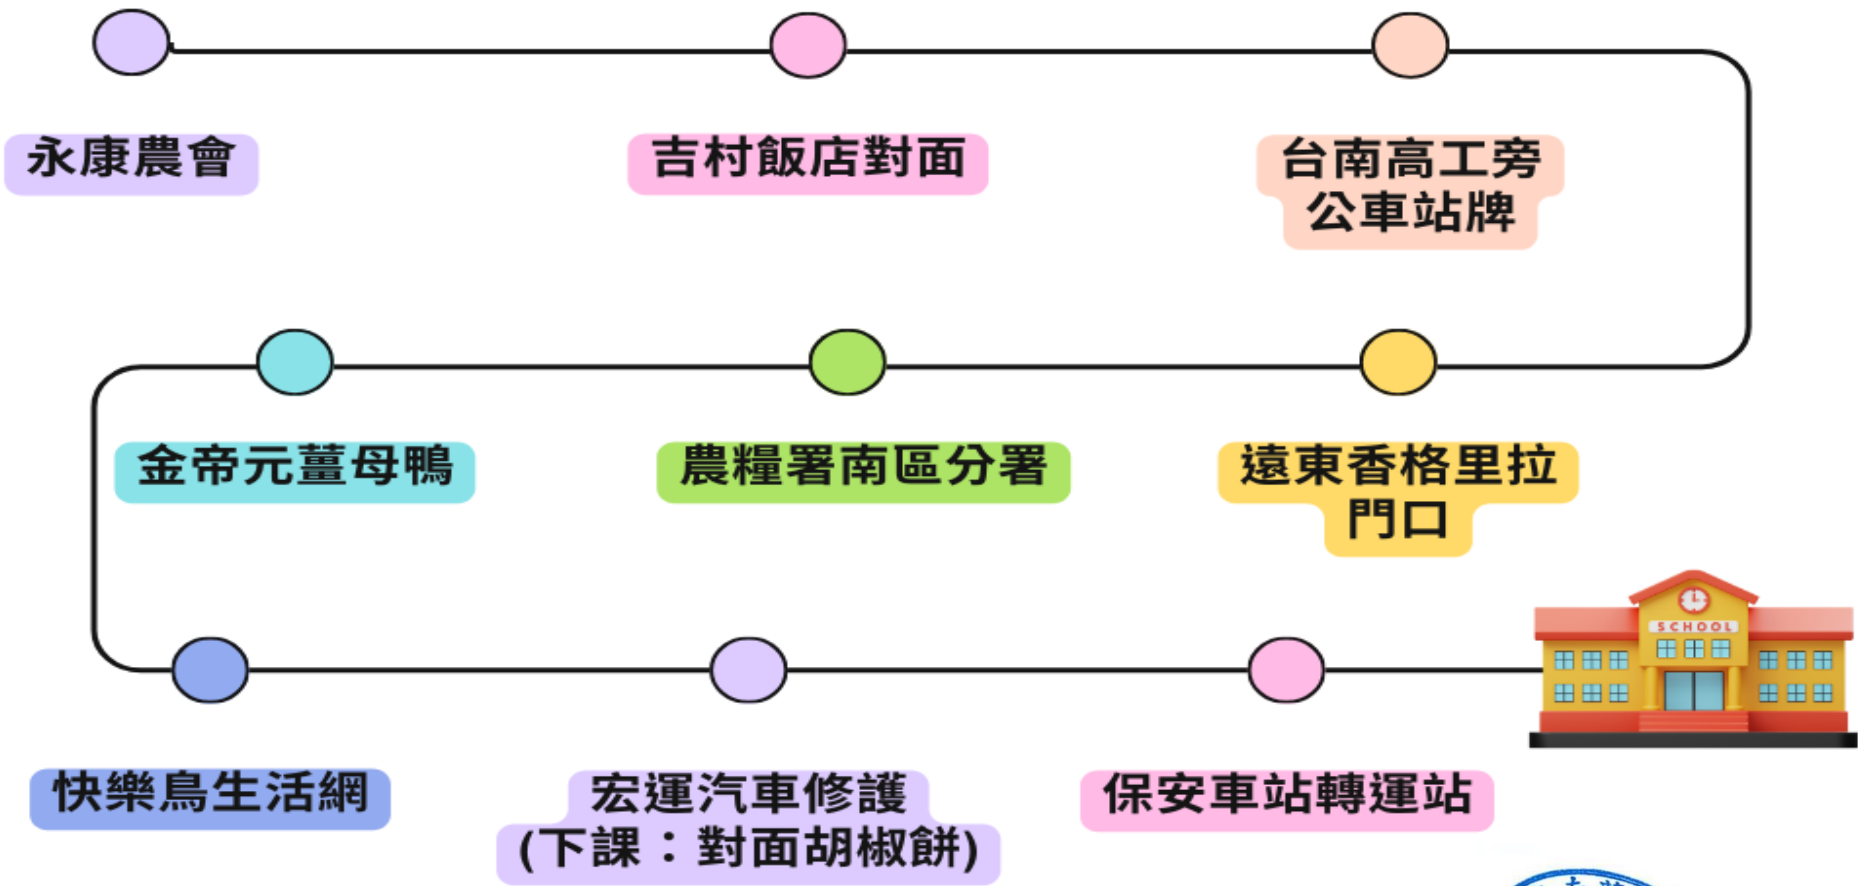 永康農會
吉村飯店對面
台南高工旁
公車站牌
金帝元薑母鴨
農糧署南區分署
遠東香格里拉
門口
SCHOOL
快樂鳥生活網
宏運汽車修護
(下課：對面胡椒餅)
保安車站轉運站